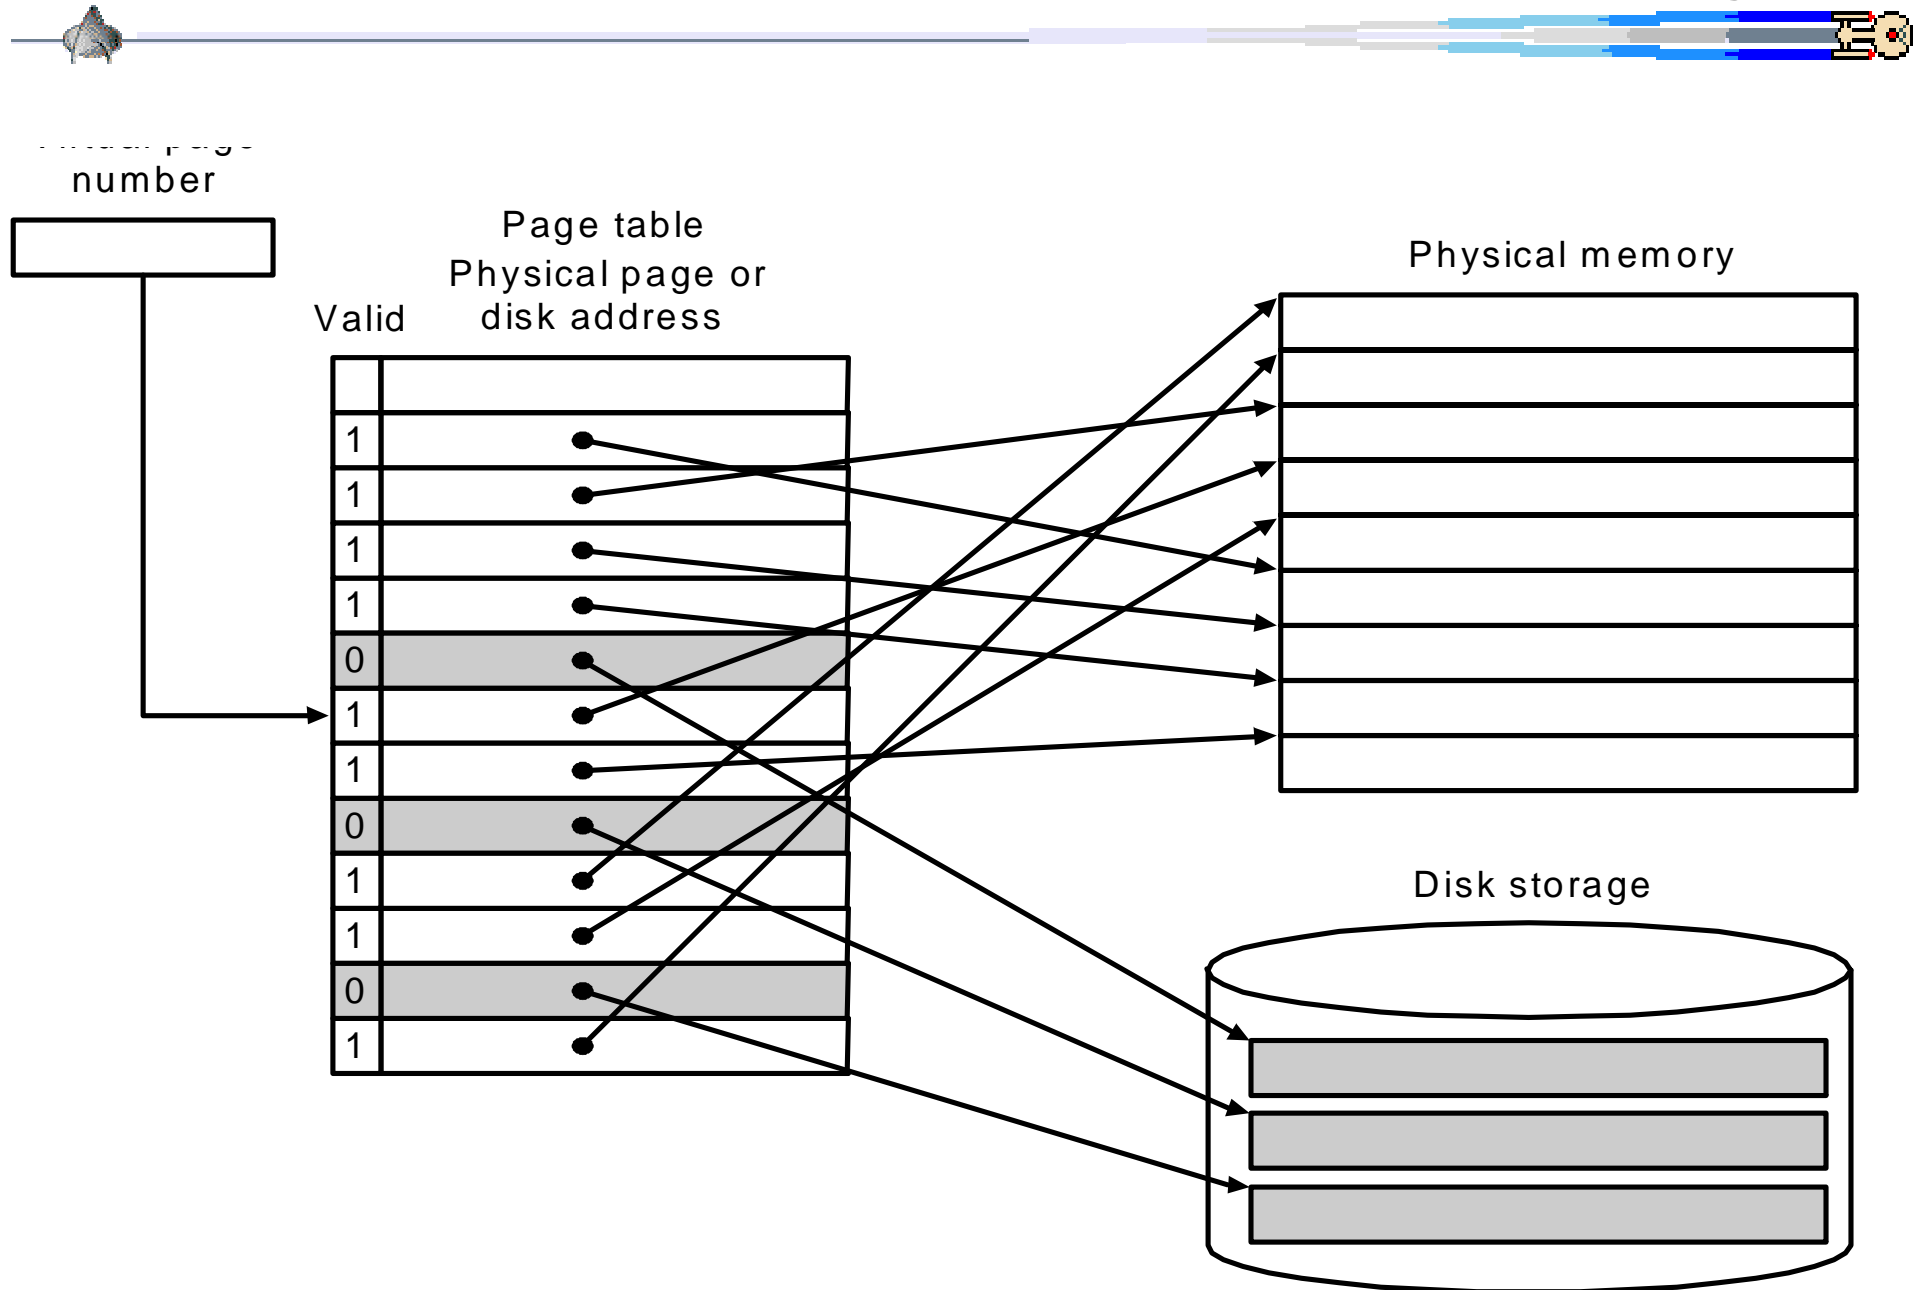 number
Page table
Physical page or
disk address
Valid
Physical memory
1
1
1
1
0
1
1
0
1
1
0
1
Disk storage